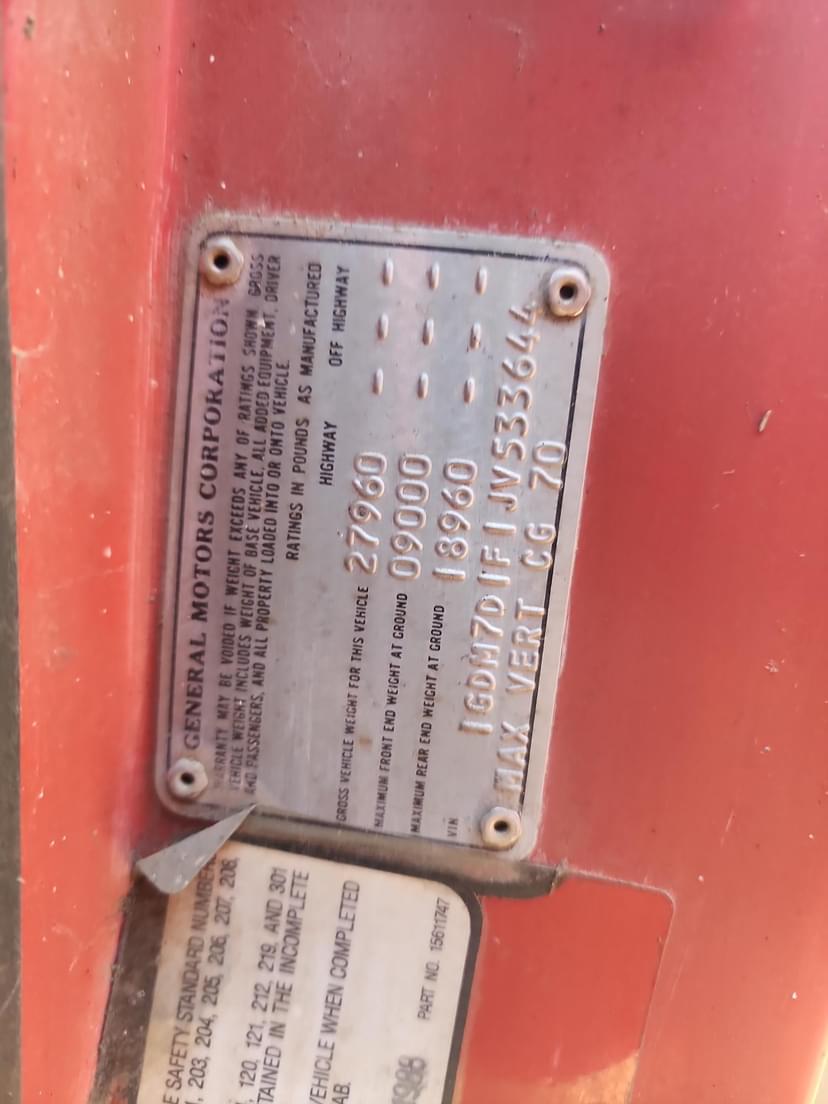 GENERAL MOTORS CORPORATION
WARRANTY MAY BE VOIDED IF WEIGHT EXCEEDS ANY OF RATINGS SHOWN. GROSS
VEHICLE WEIGHT INCLUDES WEIGHT OF BASE VEHICLE, ALL ADDED EQUIPMENT, DRIVER
AND PASSENGERS, AND ALL PROPERTY LOADED INTO OR ONTO VEHICLE.
RATINGS IN POUNDS AS MANUFACTURED
HIGHWAY OFF HIGHWAY
GROSS VEHICLE WEIGHT FOR THIS VEHICLE 27960 - - -
MAXIMUM FRONT END WEIGHT AT GROUND 09000 - - -
MAXIMUM REAR END WEIGHT AT GROUND 18960 - - -
VIN 1GDM7D1F1JV533644
MAX VERT CG 70
E SAFETY STANDARD NUMBERS
, 203, 204, 205, 206, 207, 208,
, 120, 121, 212, 219, AND 301
TAINED IN THE INCOMPLETE
VEHICLE WHEN COMPLETED
AB.
1988 PART NO. 15611747